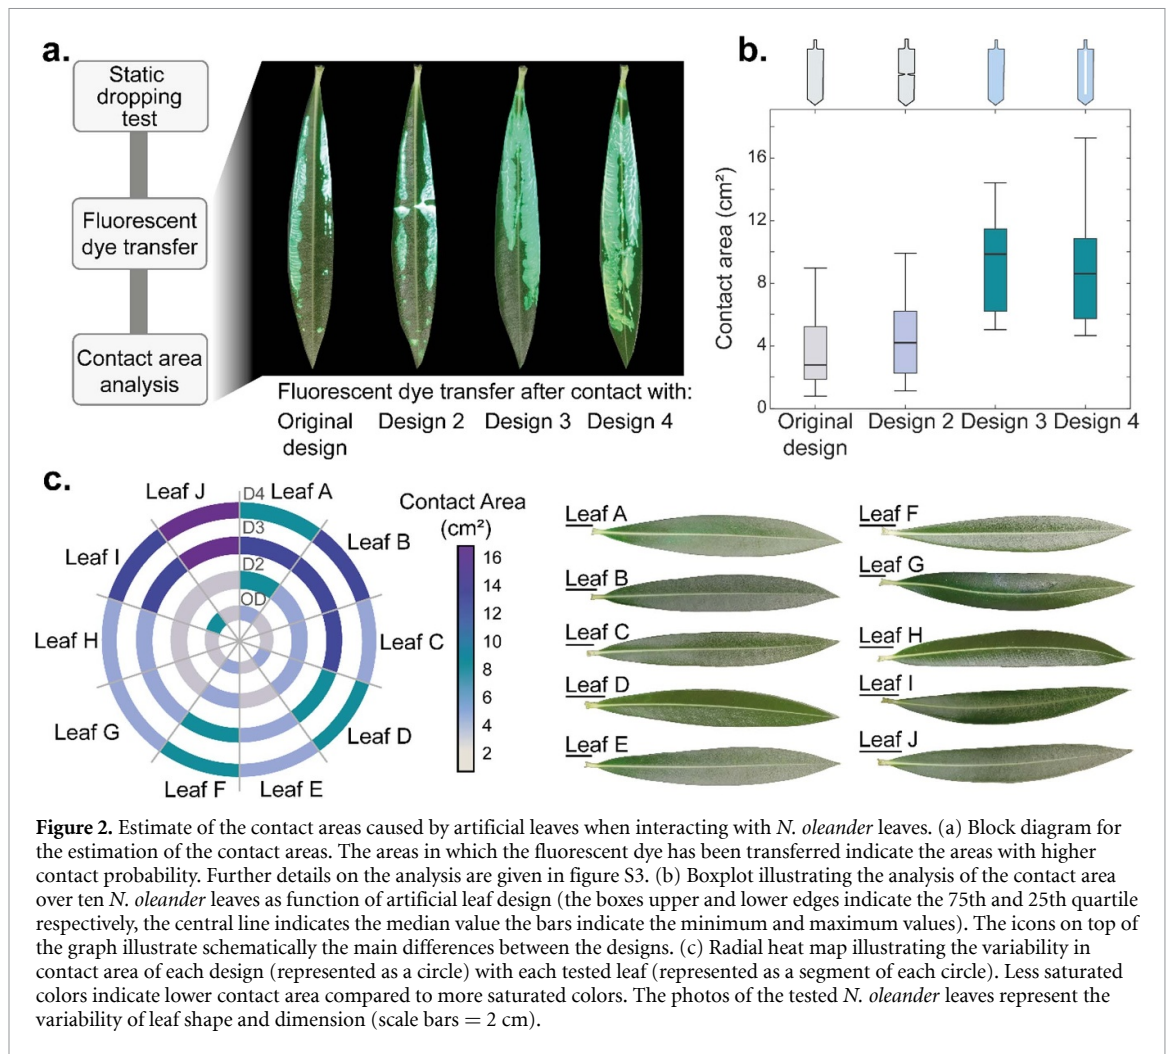 a.
Static
dropping
test
Fluorescent
dye transfer
Contact area
analysis
Fluorescent dye transfer after contact with:
Original
design
Design 2
Design 3
Design 4
b.
Contact area (cm²)
16
12
8
4
0
Original
design
Design 2
Design 3
Design 4
c.
Leaf J
Leaf A
Leaf I
Leaf B
Leaf H
Leaf C
Leaf G
Leaf D
Leaf F
Leaf E
D4
D3
D2
OD
Contact Area
(cm²)
16
14
12
10
8
6
4
2
Leaf A
Leaf B
Leaf C
Leaf D
Leaf E
Leaf F
Leaf G
Leaf H
Leaf I
Leaf J
Figure 2. Estimate of the contact areas caused by artificial leaves when interacting with N. oleander leaves. (a) Block diagram for
the estimation of the contact areas. The areas in which the fluorescent dye has been transferred indicate the areas with higher
contact probability. Further details on the analysis are given in figure S3. (b) Boxplot illustrating the analysis of the contact area
over ten N. oleander leaves as function of artificial leaf design (the boxes upper and lower edges indicate the 75th and 25th quartile
respectively, the central line indicates the median value the bars indicate the minimum and maximum values). The icons on top of
the graph illustrate schematically the main differences between the designs. (c) Radial heat map illustrating the variability in
contact area of each design (represented as a circle) with each tested leaf (represented as a segment of each circle). Less saturated
colors indicate lower contact area compared to more saturated colors. The photos of the tested N. oleander leaves represent the
variability of leaf shape and dimension (scale bars = 2 cm).